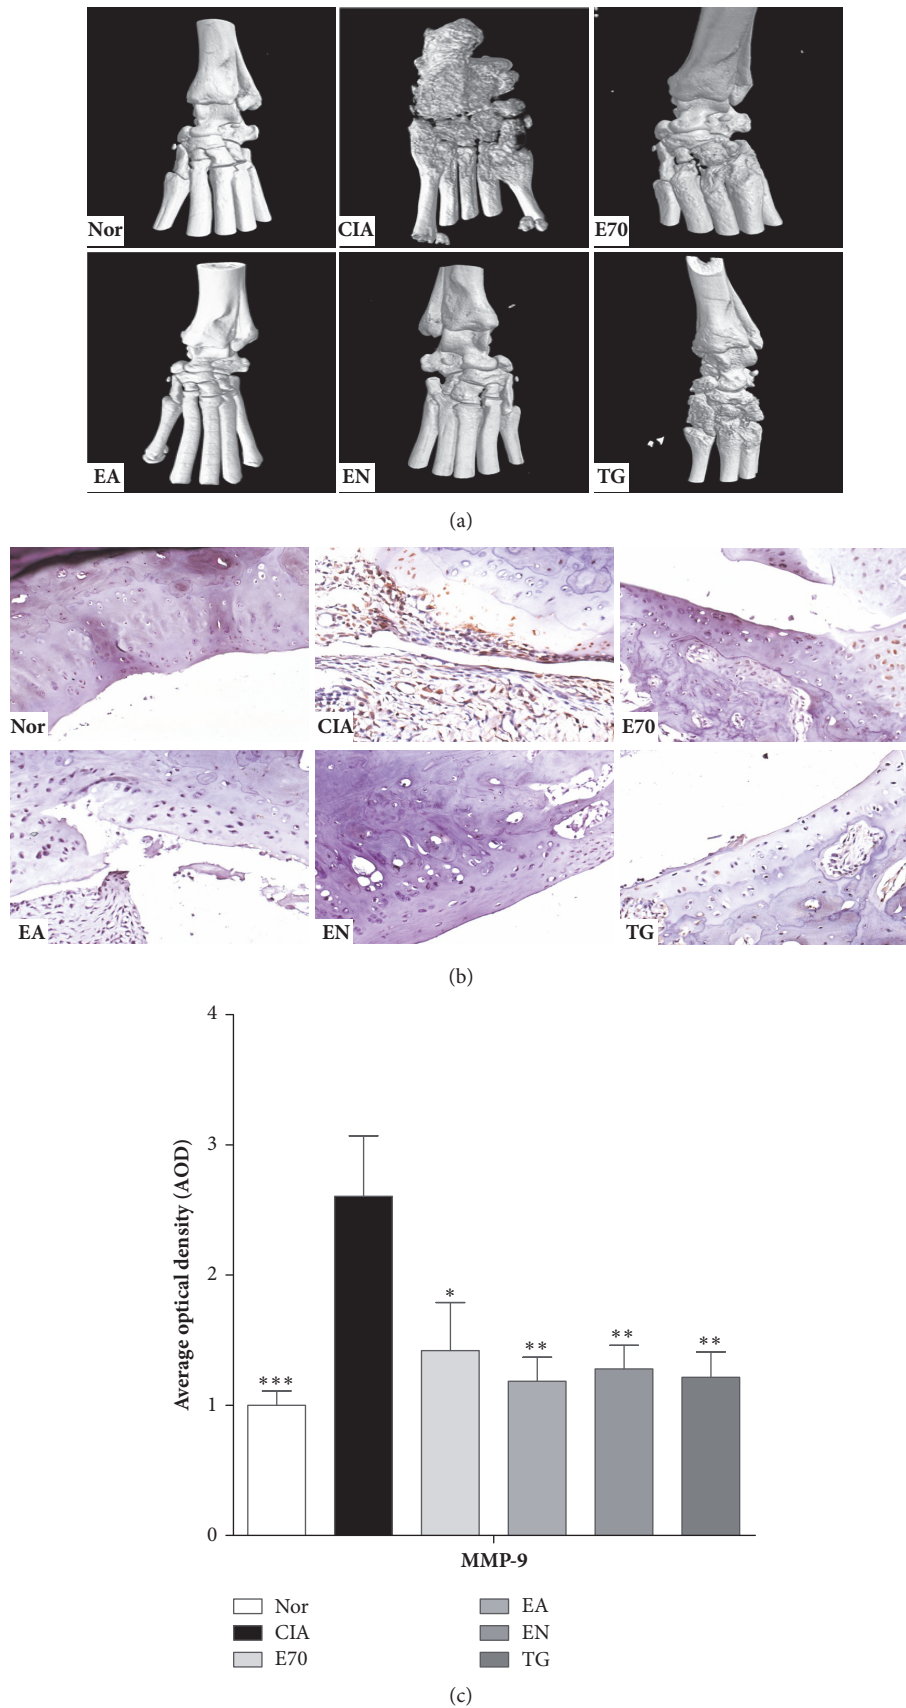 Nor
CIA
E70
EA
EN
TG
(a)
Nor
CIA
E70
EA
EN
TG
(b)
4
3
2
1
0
Average optical density (AOD)
***
*
**
**
**
MMP-9
Nor
CIA
E70
EA
EN
TG
(c)